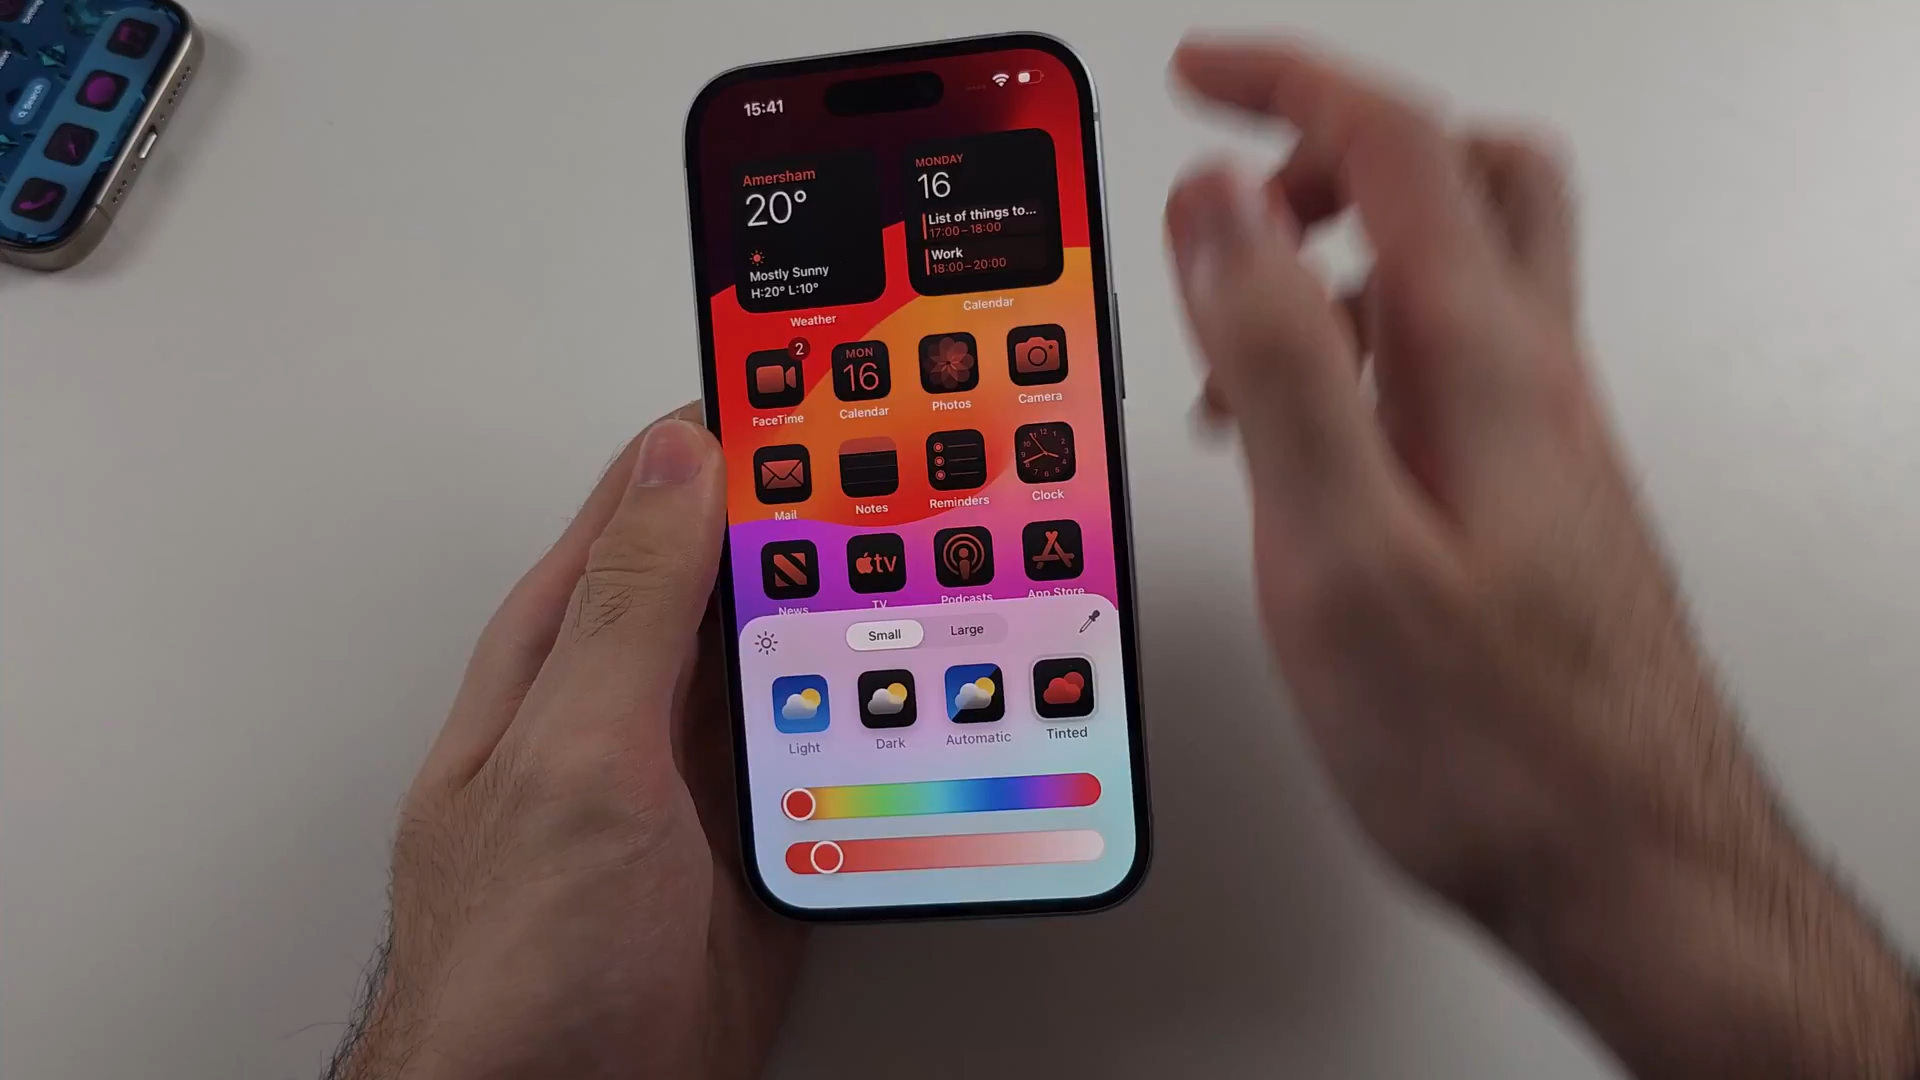 Search
15:41
Amersham
20°
Mostly Sunny
H:20° L:10°
Weather
MONDAY
16
List of things to...
17:00–18:00
Work
18:00–20:00
Calendar
2
FaceTime
MON
16
Calendar
Photos
Camera
Mail
Notes
Reminders
Clock
tv
News
TV
Podcasts
App Store
Small
Large
Light
Dark
Automatic
Tinted